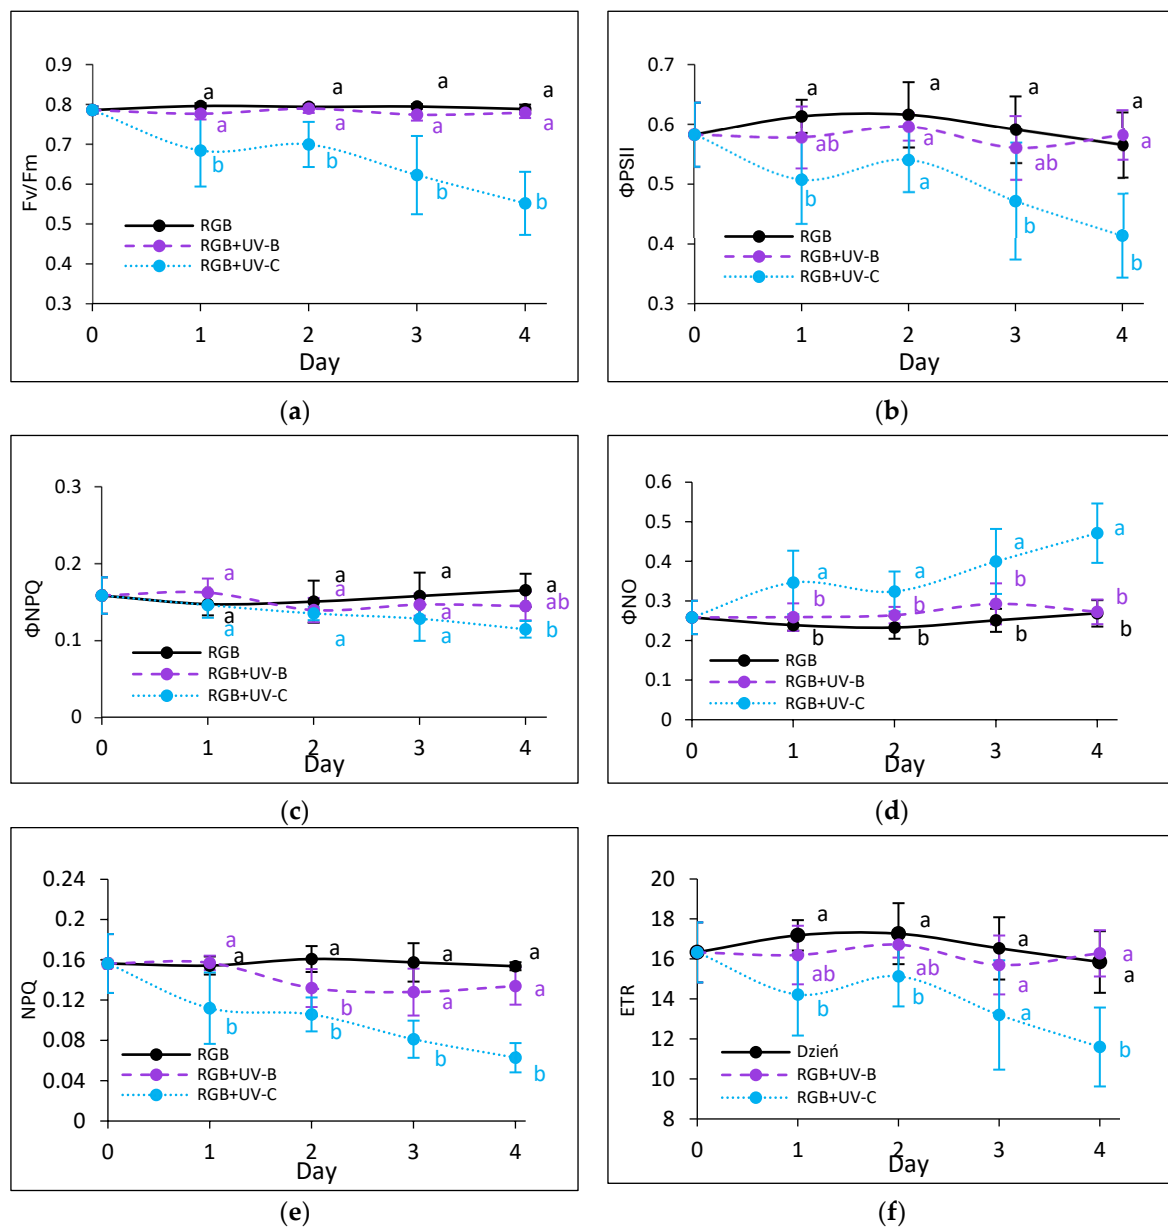 0.9
0.8
0.7
0.6
0.5
0.4
0.3
Fv/Fm
a a a a
a a a a
b b b b
RGB
RGB+UV-B
RGB+UV-C
0 1 2 3 4
Day
(a)
0.7
0.6
0.5
0.4
0.3
ΦPSII
a a a a
ab a ab a
b a b b
RGB
RGB+UV-B
RGB+UV-C
0 1 2 3 4
Day
(b)
0.3
0.2
0.1
0
ΦNPQ
a a a a
a a a ab
a a a b
RGB
RGB+UV-B
RGB+UV-C
0 1 2 3 4
Day
(c)
0.6
0.5
0.4
0.3
0.2
0.1
0
ΦNO
a a a a
b b b b
b b b b
RGB
RGB+UV-B
RGB+UV-C
0 1 2 3 4
Day
(d)
0.24
0.2
0.16
0.12
0.08
0.04
0
NPQ
a a a a
a b a a
b b b b
RGB
RGB+UV-B
RGB+UV-C
0 1 2 3 4
Day
(e)
20
18
16
14
12
10
8
ETR
a a a a
ab ab a a
b b a b
Dzień
RGB+UV-B
RGB+UV-C
0 1 2 3 4
Day
(f)